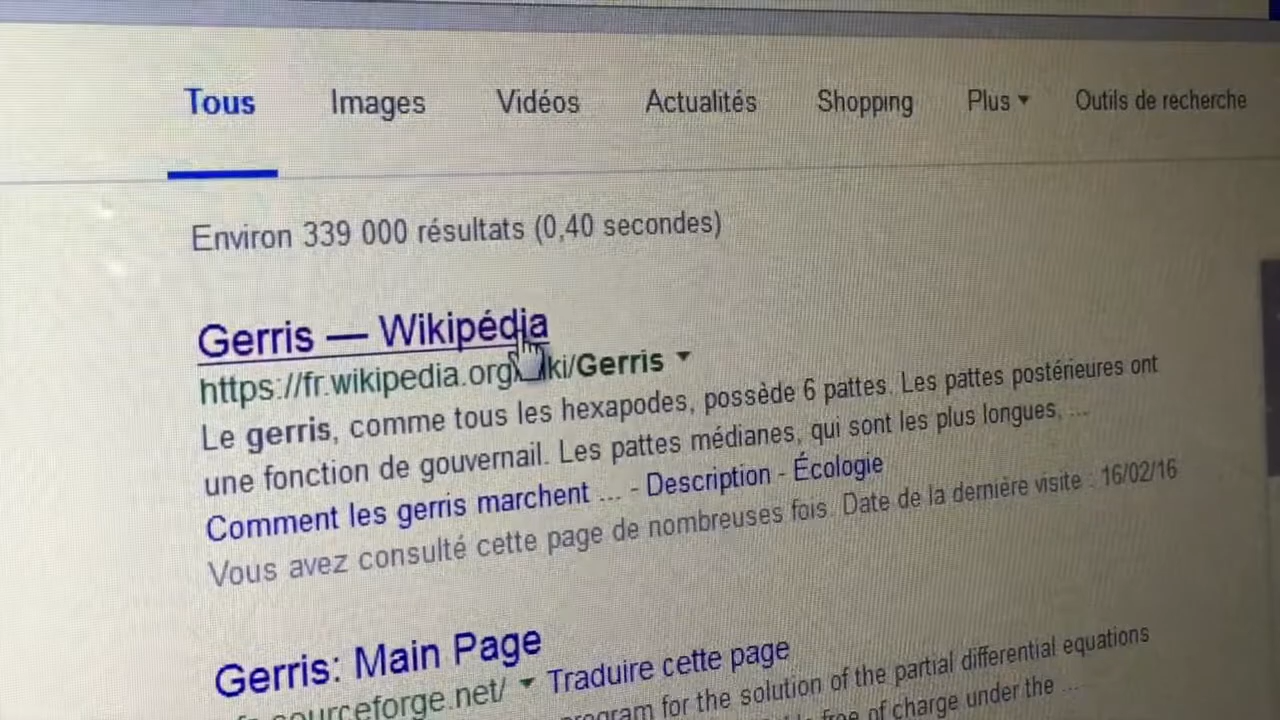 Tous Images Vidéos Actualités Shopping Plus Outils de recherche
Environ 339 000 résultats (0,40 secondes)
Gerris — Wikipédia
https://fr.wikipedia.org ki/Gerris
Le gerris, comme tous les hexapodes, possède 6 pattes. Les pattes postérieures ont
une fonction de gouvernail. Les pattes médianes, qui sont les plus longues, ...
Comment les gerris marchent ... - Description - Écologie
Vous avez consulté cette page de nombreuses fois. Date de la dernière visite : 16/02/16
Gerris: Main Page
sourceforge.net/ Traduire cette page
program for the solution of the partial differential equations
free of charge under the ...